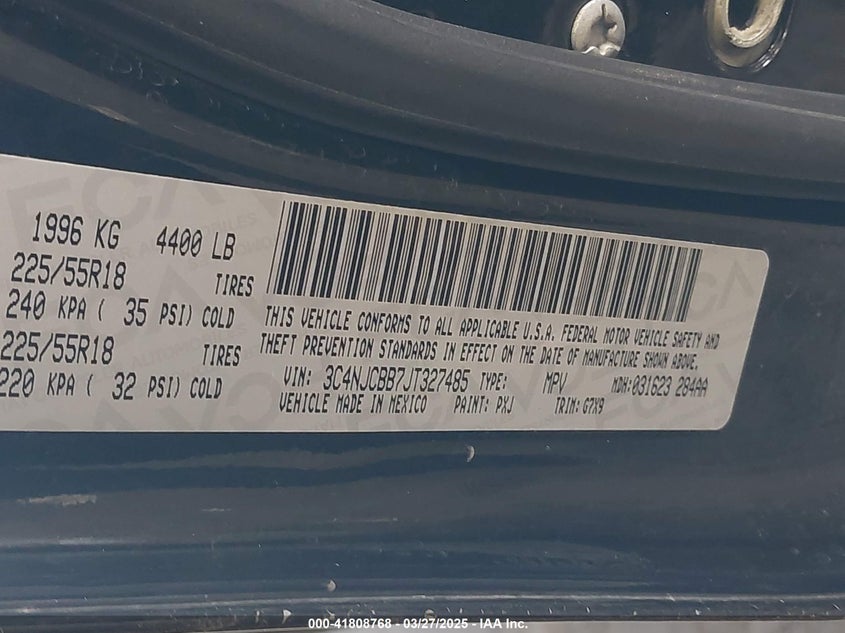 1996 KG 4400 LB
225/55R18 TIRES
240 KPA ( 35 PSI) COLD
225/55R18 TIRES
220 KPA ( 32 PSI) COLD
THIS VEHICLE CONFORMS TO ALL APPLICABLE U.S.A. FEDERAL MOTOR VEHICLE SAFETY AND
THEFT PREVENTION STANDARDS IN EFFECT ON THE DATE OF MANUFACTURE SHOWN ABOVE.
VIN: 3C4NJCBB7JT327485 TYPE: MPV MDH:031623 284AA
VEHICLE MADE IN MEXICO PAINT: PXJ TRIM: G7X9
000-41808768 - 03/27/2025 - IAA Inc.